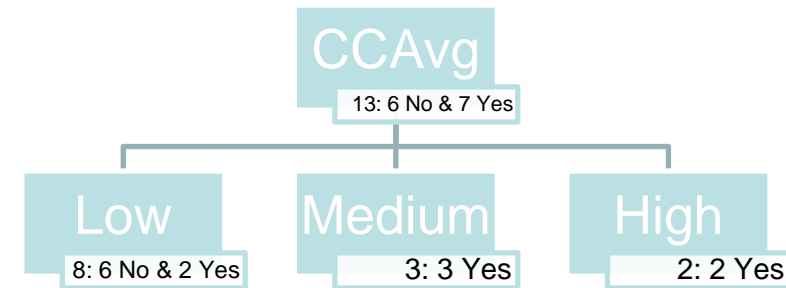 CCAvg
13: 6 No & 7 Yes
Low
8: 6 No & 2 Yes
Medium
3: 3 Yes
High
2: 2 Yes